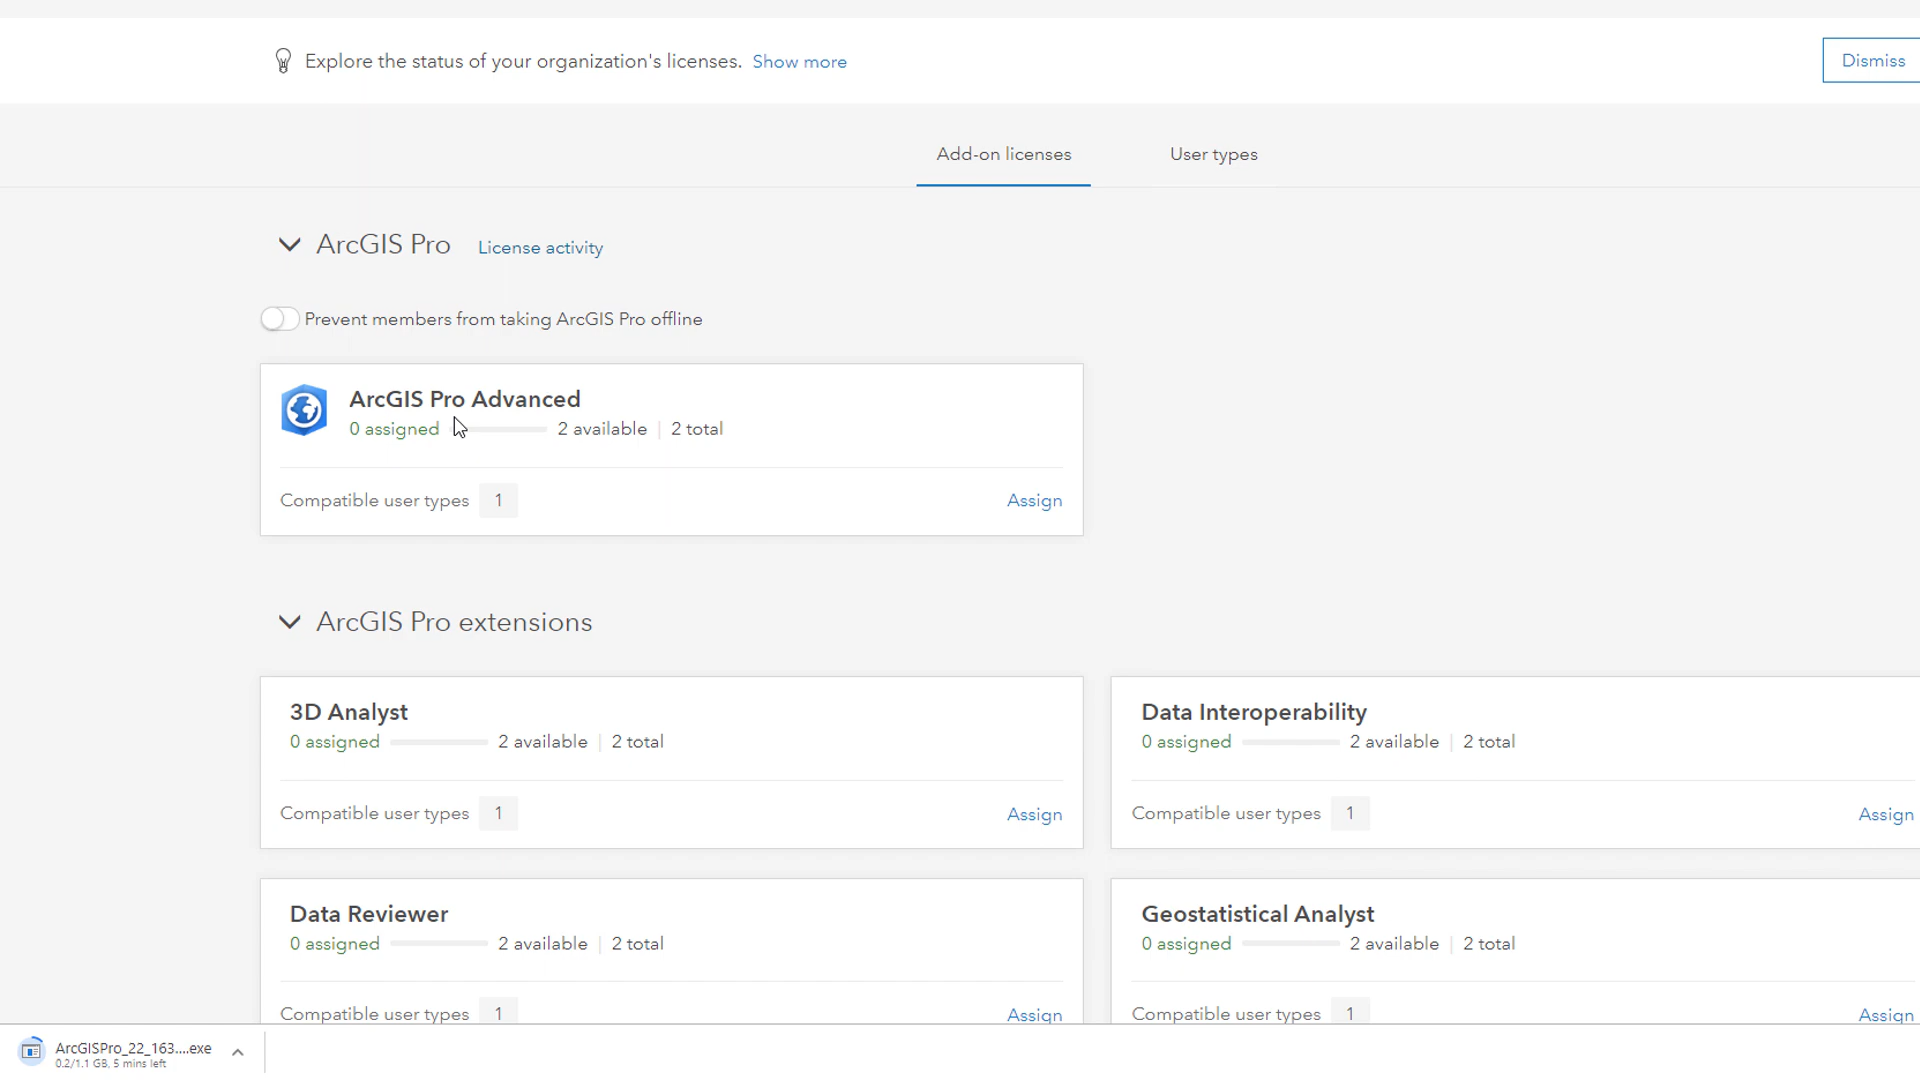 Explore the status of your organization's licenses. Show more
Dismiss
Add-on licenses User types
ArcGIS Pro License activity
Prevent members from taking ArcGIS Pro offline
ArcGIS Pro Advanced
0 assigned 2 available 2 total
Compatible user types 1 Assign
ArcGIS Pro extensions
3D Analyst
0 assigned 2 available 2 total
Compatible user types 1 Assign
Data Interoperability
0 assigned 2 available 2 total
Compatible user types 1 Assign
Data Reviewer
0 assigned 2 available 2 total
Compatible user types 1 Assign
Geostatistical Analyst
0 assigned 2 available 2 total
Compatible user types 1 Assign
ArcGISPro_22_163....exe
0.2/1.1 GB, 5 mins left